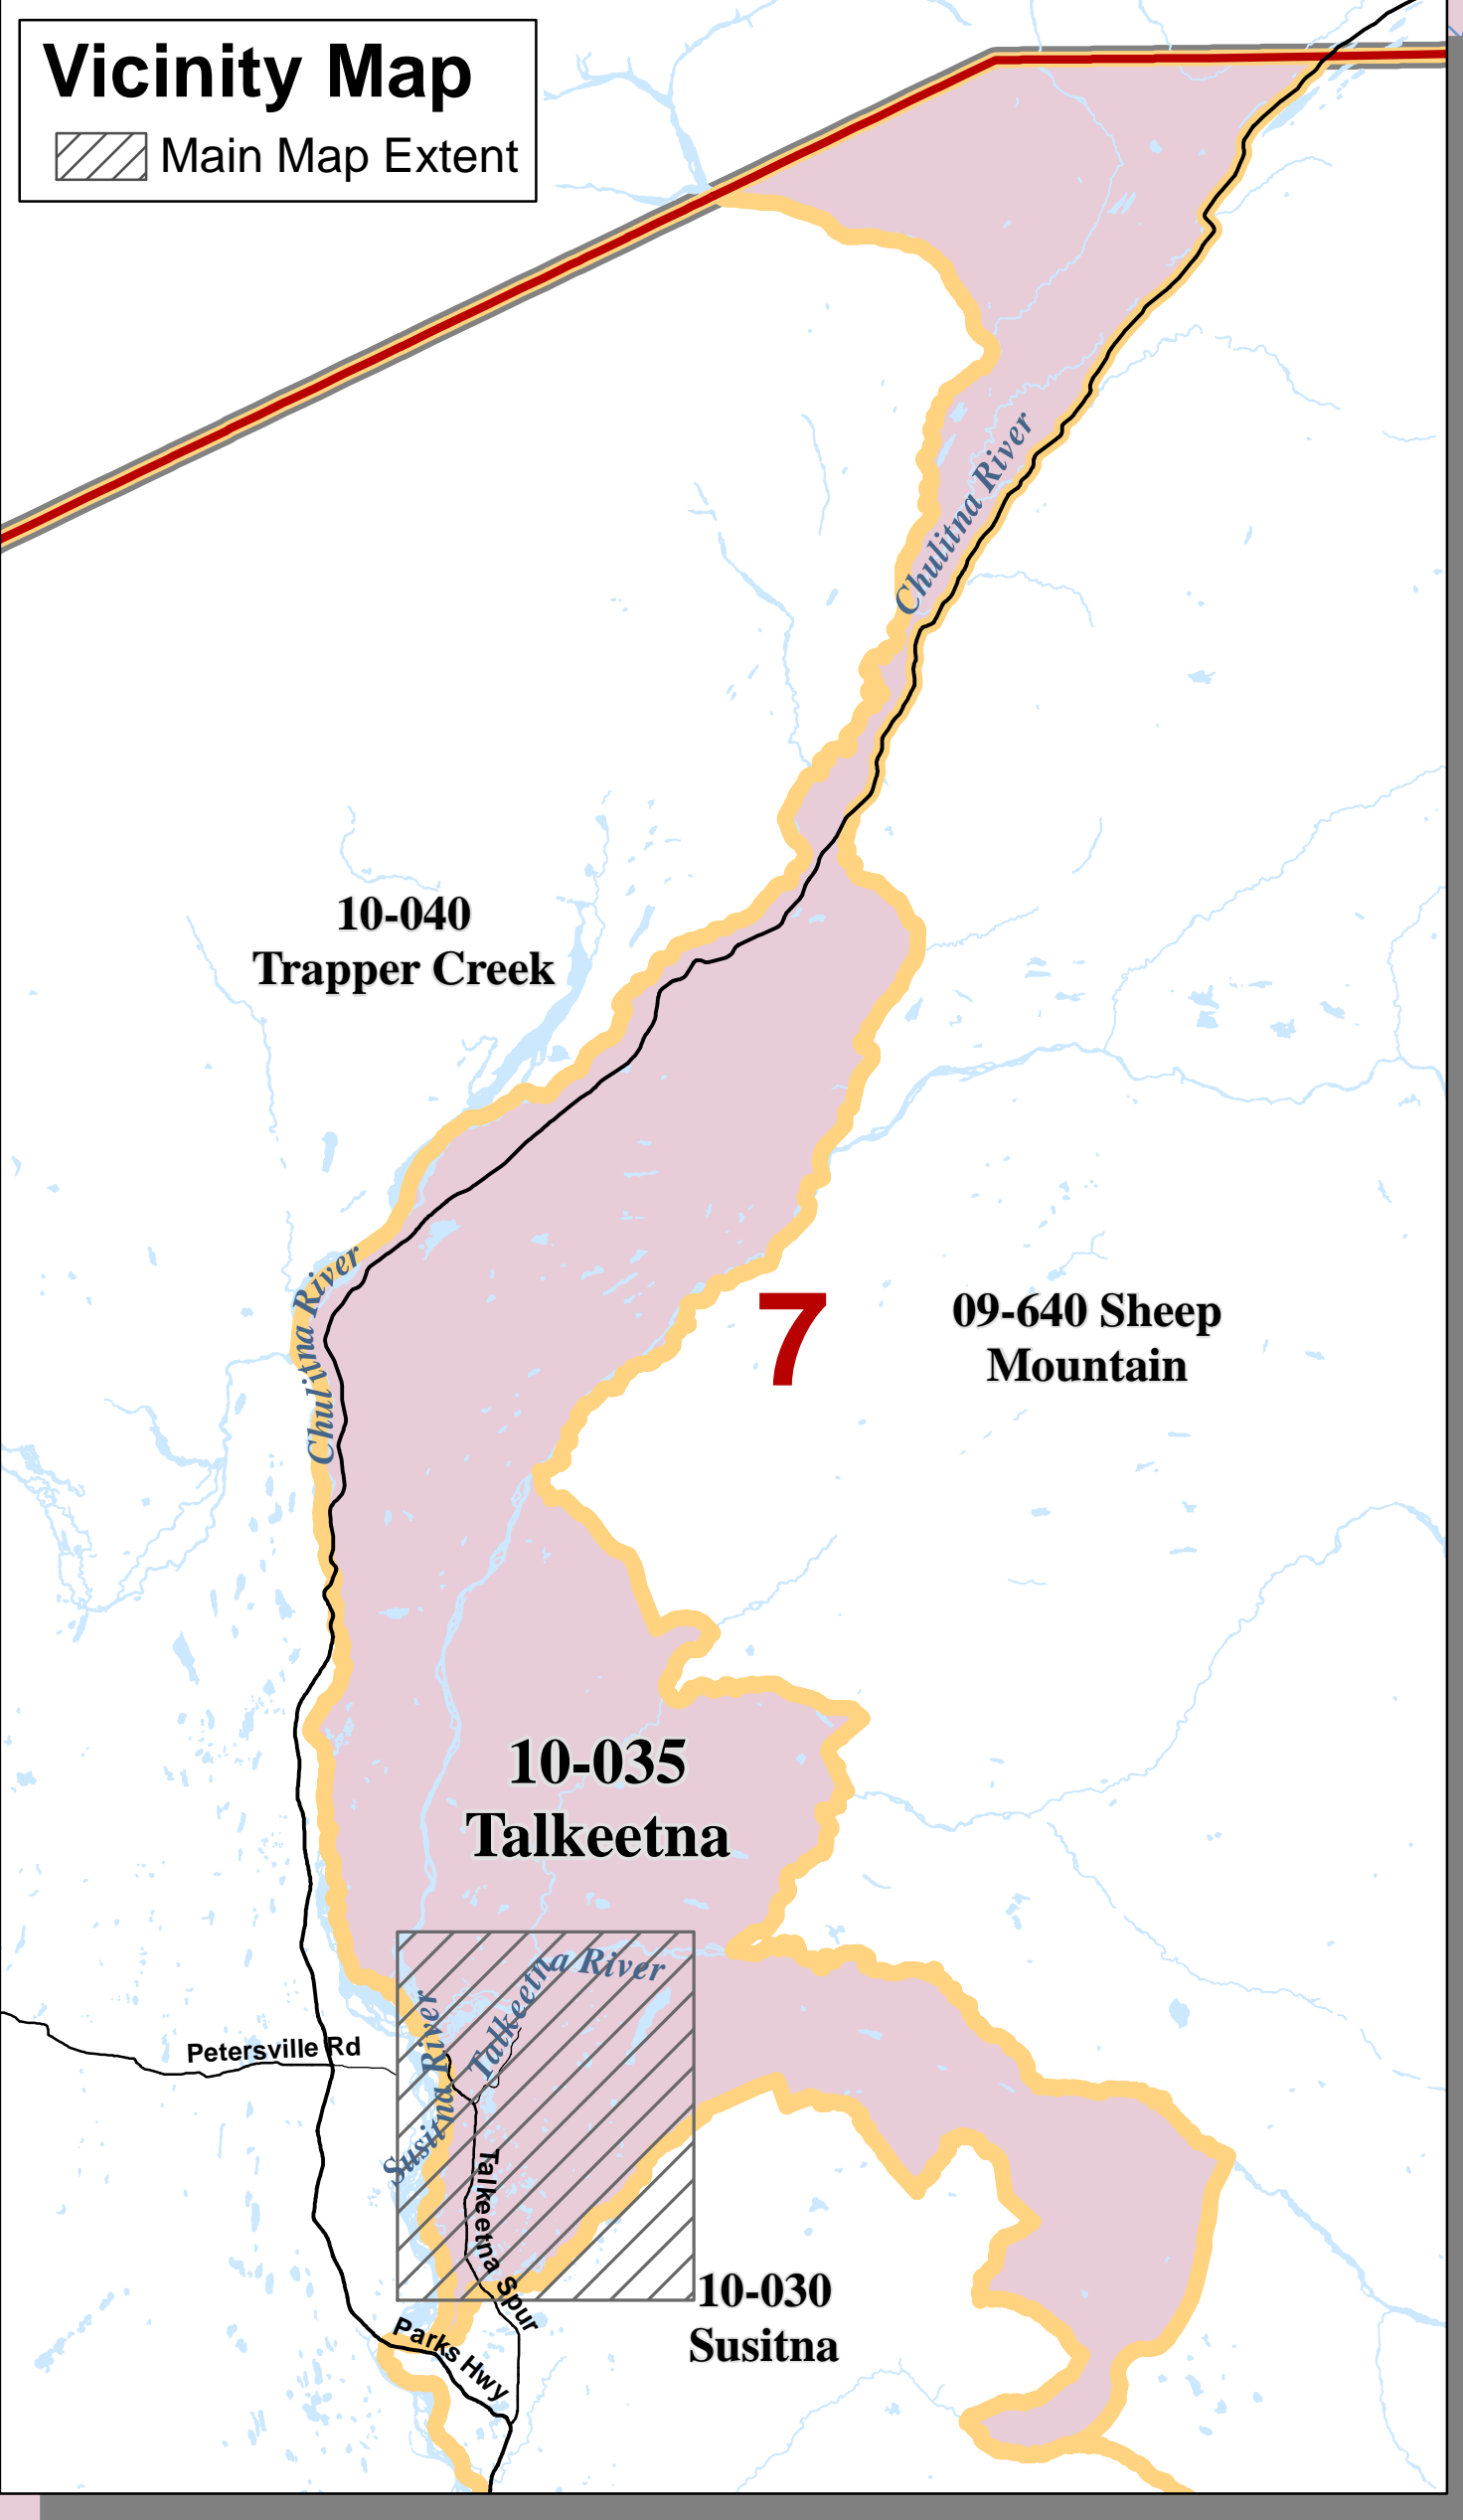 Vicinity Map
Main Map Extent
Chulitna River
10-040
Trapper Creek
Chulitna River
7
09-640 Sheep
Mountain
10-035
Talkeetna
Talkeetna River
Susitna River
Petersville Rd
Talkeetna Spur
10-030
Susitna
Parks Hwy